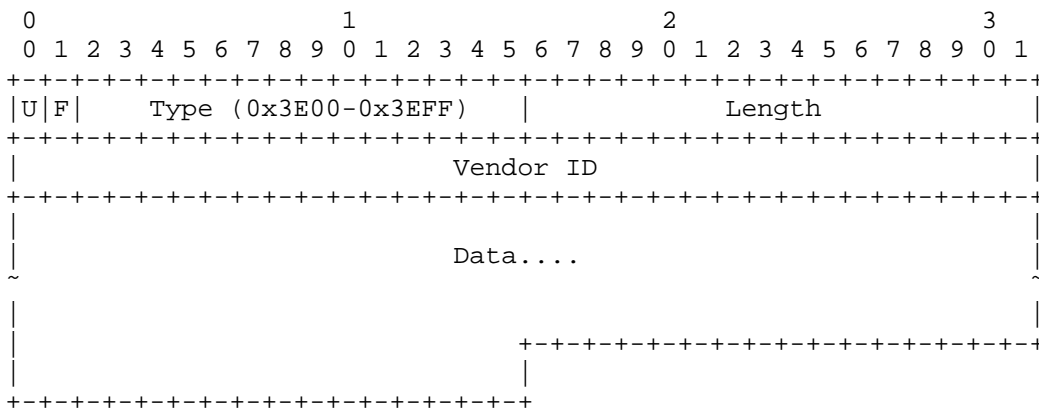 0                   1                   2                   3
 0 1 2 3 4 5 6 7 8 9 0 1 2 3 4 5 6 7 8 9 0 1 2 3 4 5 6 7 8 9 0 1
+-+-+-+-+-+-+-+-+-+-+-+-+-+-+-+-+-+-+-+-+-+-+-+-+-+-+-+-+-+-+-+-+
|U|F|    Type (0x3E00-0x3EFF)   |            Length             |
+-+-+-+-+-+-+-+-+-+-+-+-+-+-+-+-+-+-+-+-+-+-+-+-+-+-+-+-+-+-+-+-+
|                           Vendor ID                           |
+-+-+-+-+-+-+-+-+-+-+-+-+-+-+-+-+-+-+-+-+-+-+-+-+-+-+-+-+-+-+-+-+
|                                                               |
|                           Data....                            |
~                                                               ~
|                                                               |
|                               +-+-+-+-+-+-+-+-+-+-+-+-+-+-+-+-+
|                               |
+-+-+-+-+-+-+-+-+-+-+-+-+-+-+-+-+